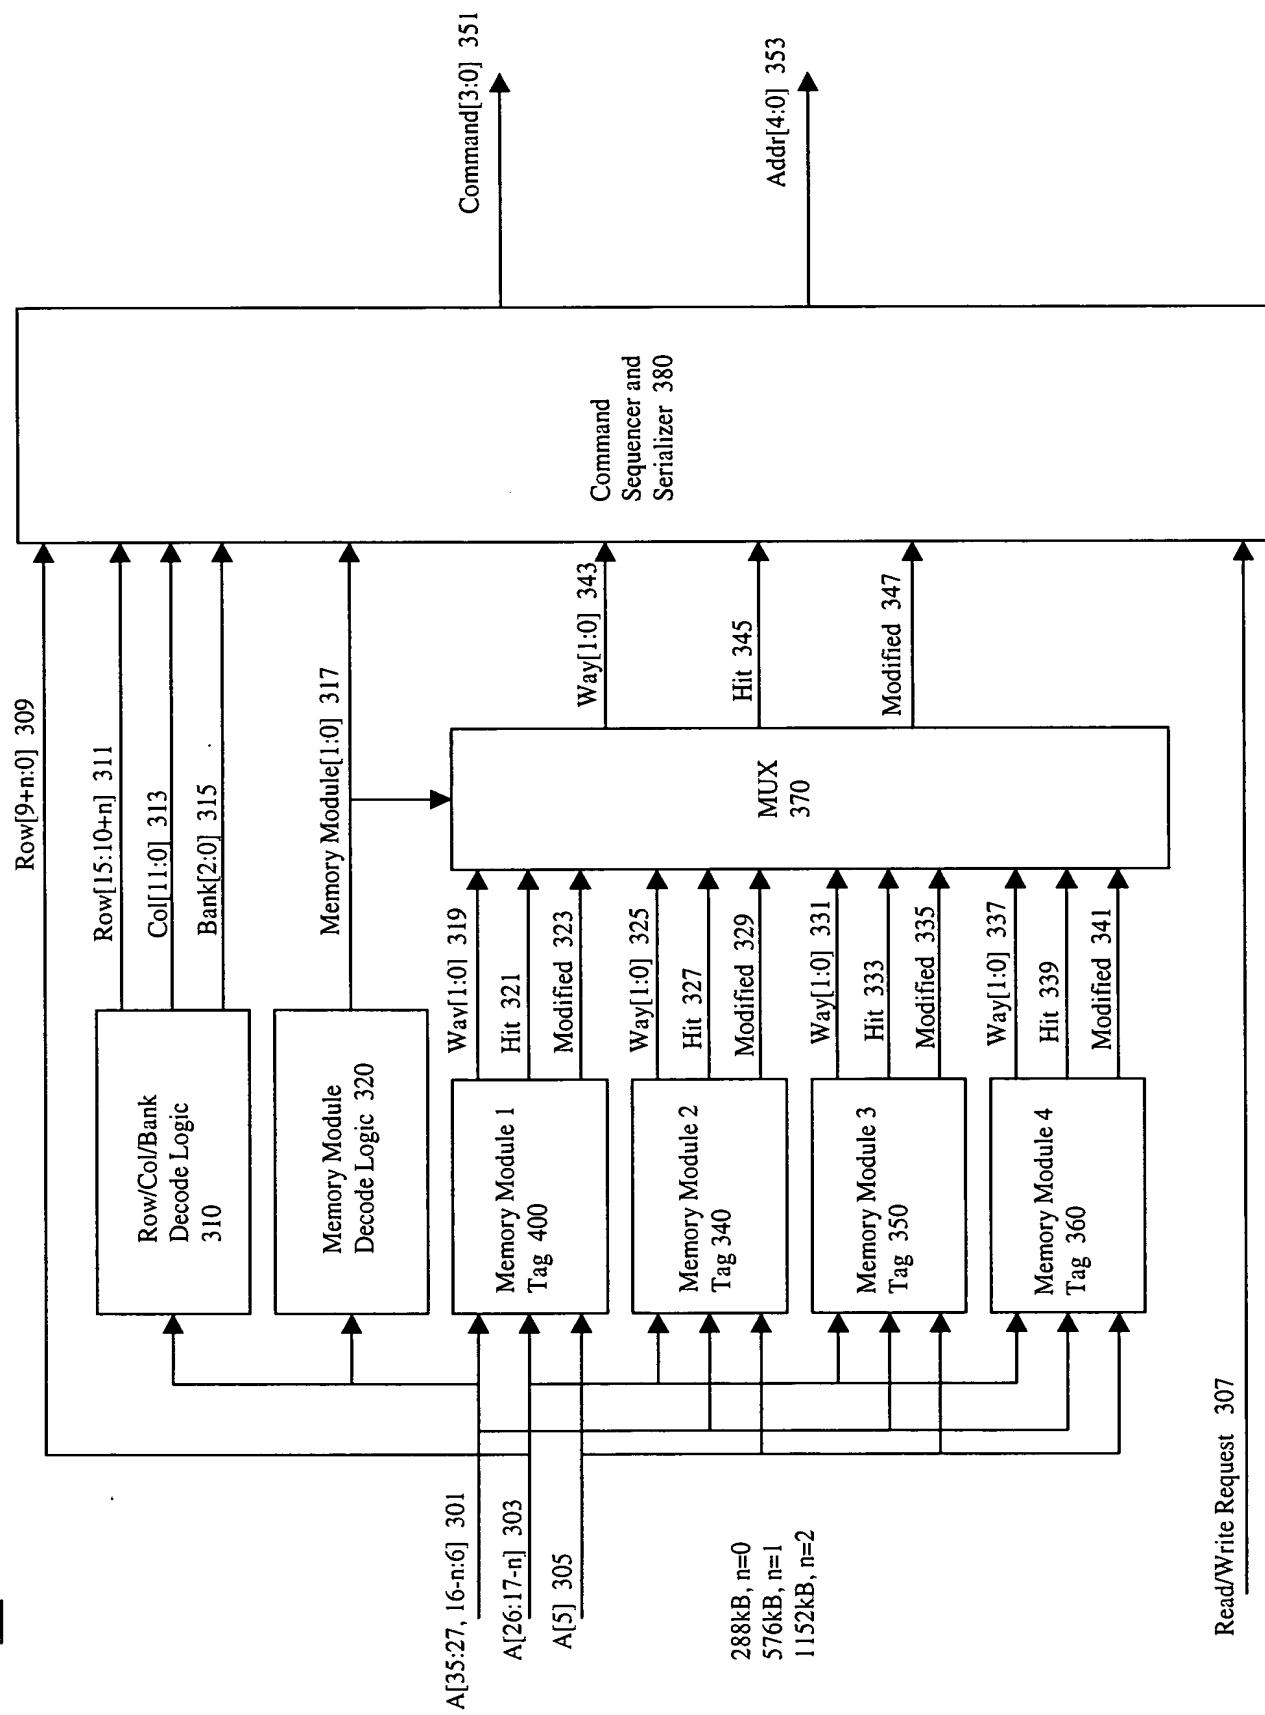 Command[3:0] 351
Addr[4:0] 353
Command
Sequencer and
Serializer 380
Row[9+n:0] 309
Row[15:10+n] 311
Col[11:0] 313
Bank[2:0] 315
Memory Module[1:0] 317
Way[1:0] 343
Hit 345
Modified 347
MUX
370
Way[1:0] 319
Hit 321
Modified 323
Way[1:0] 325
Hit 327
Modified 329
Way[1:0] 331
Hit 333
Modified 335
Way[1:0] 337
Hit 339
Modified 341
Row/Col/Bank
Decode Logic
310
Memory Module
Decode Logic 320
Memory Module 1
Tag 400
Memory Module 2
Tag 340
Memory Module 3
Tag 350
Memory Module 4
Tag 360
A[35:27, 16-n:6] 301
A[26:17-n] 303
A[5] 305
288kB, n=0
576kB, n=1
1152kB, n=2
Read/Write Request 307